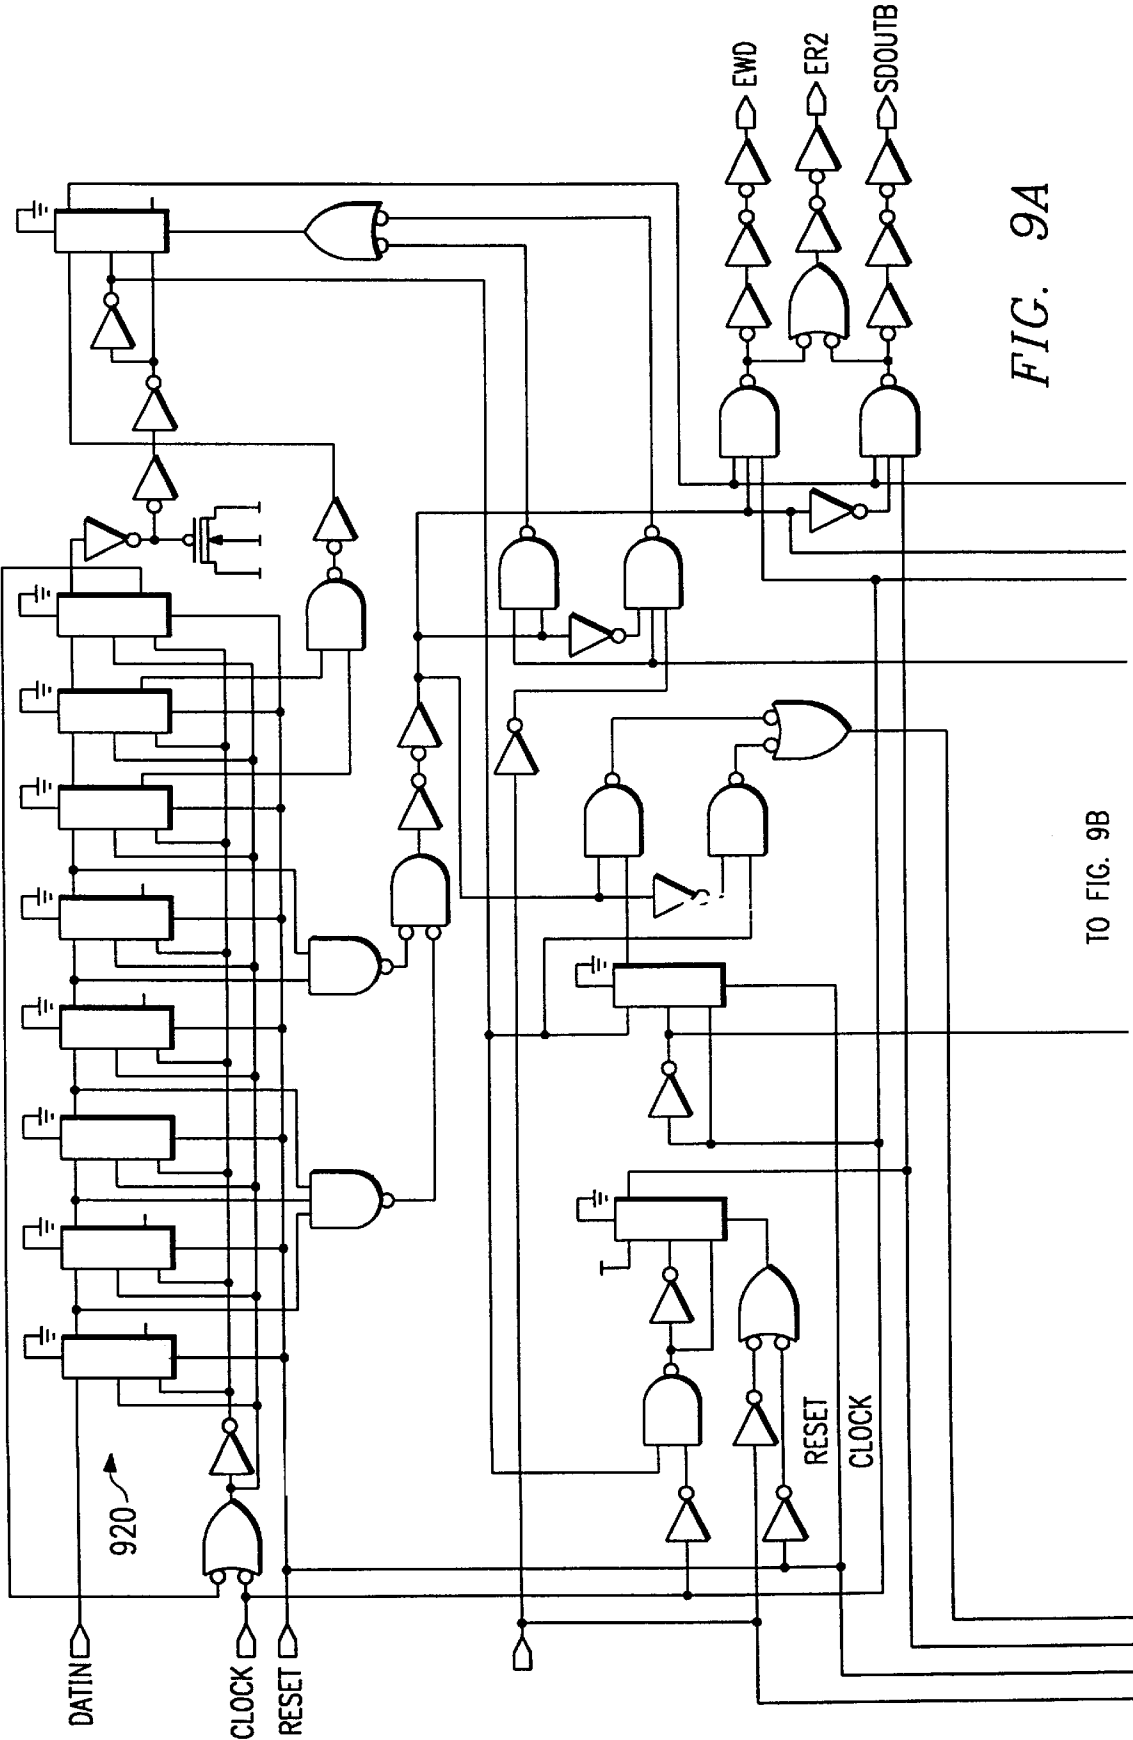 EWD
ER2
SDOUTB
FIG. 9A
TO FIG. 9B
RESET
CLOCK
920
DATIN
CLOCK
RESET